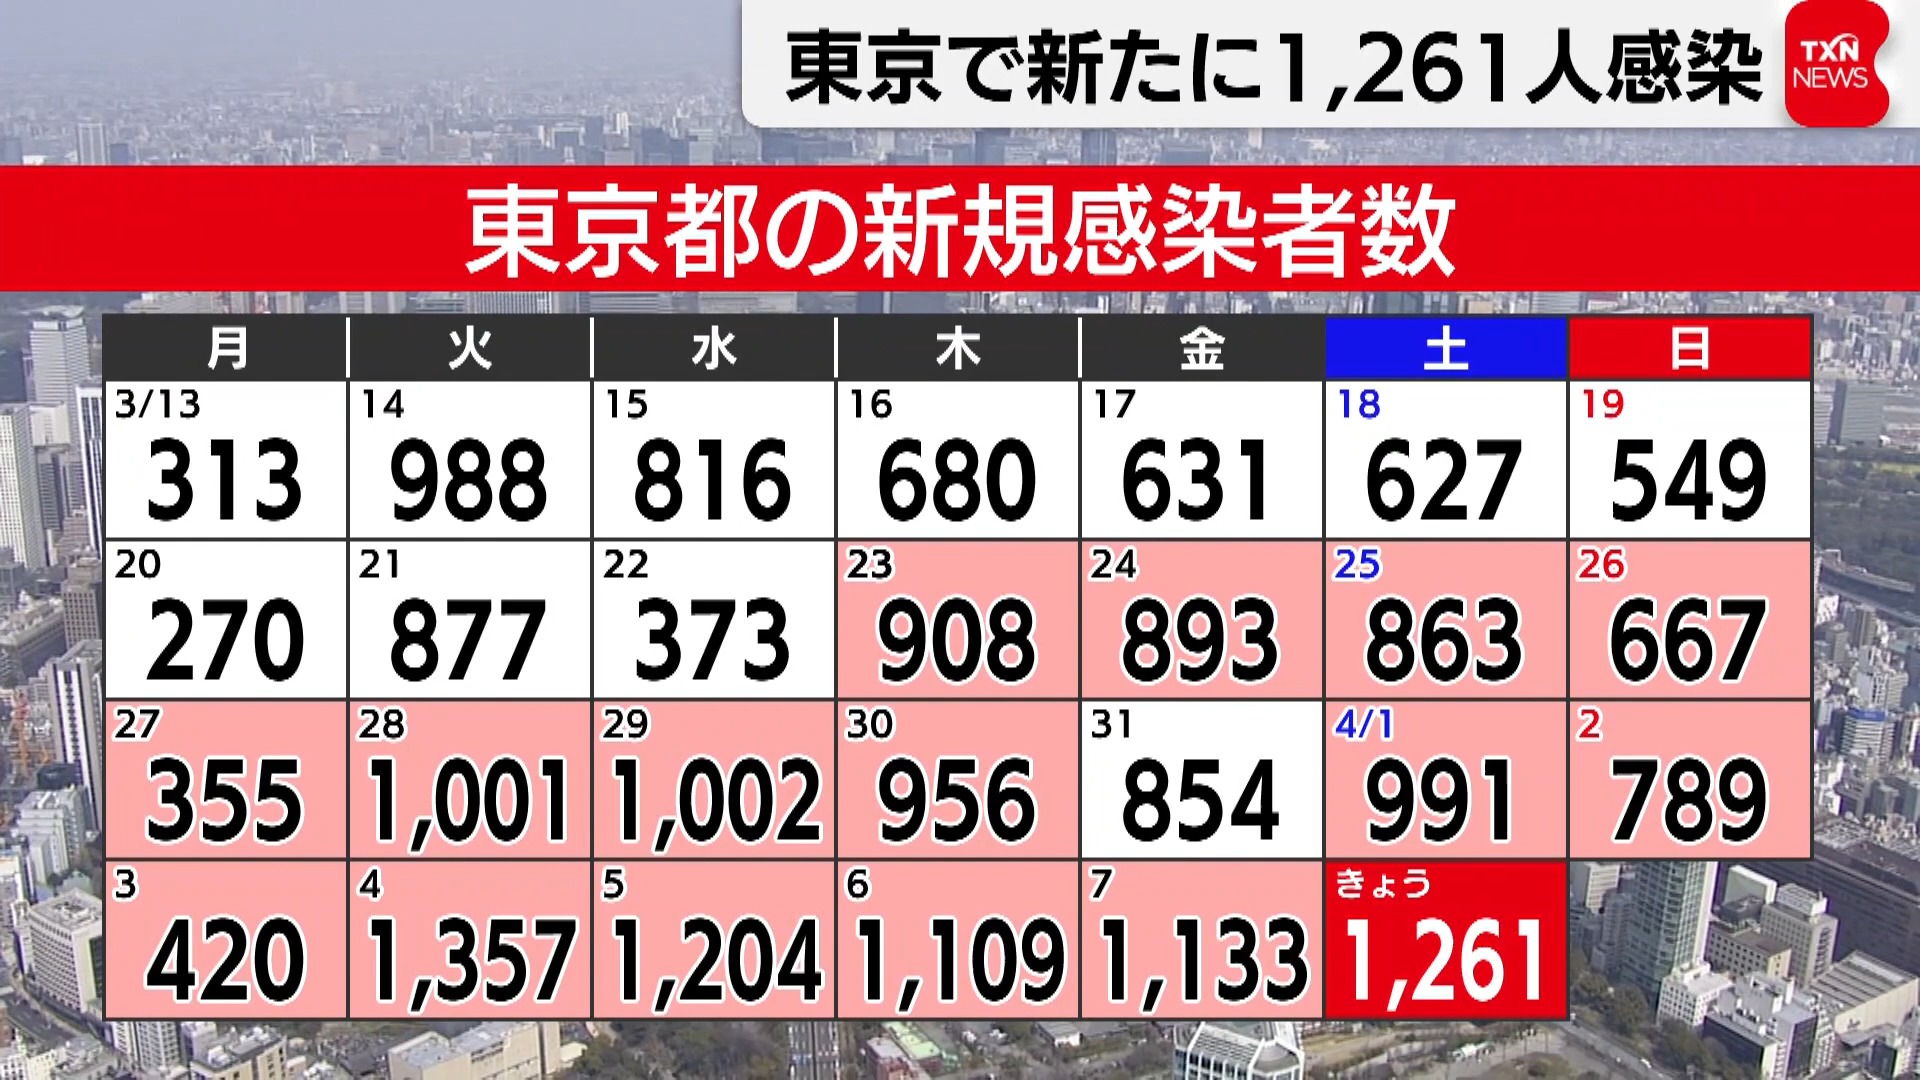 東京で新たに1,261人感染
TXN
NEWS
東京都の新規感染者数
月 火 水 木 金 土 日
3/13 14 15 16 17 18 19
313 988 816 680 631 627 549
20 21 22 23 24 25 26
270 877 373 908 893 863 667
27 28 29 30 31 4/1 2
355 1,001 1,002 956 854 991 789
3 4 5 6 7 きょう
420 1,357 1,204 1,109 1,133 1,261